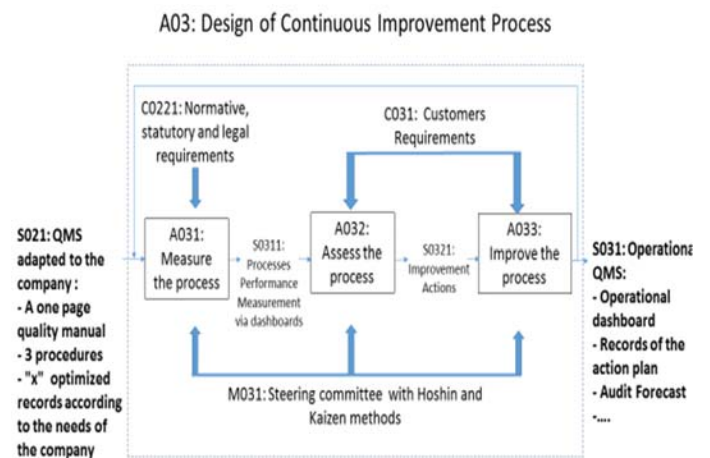 A03: Design of Continuous Improvement Process
C0221: Normative,
statutory and legal
requirements
C031: Customers
Requirements
S021: QMS
adapted to the
company :
- A one page
quality manual
- 3 procedures
- "x" optimized
records according
to the needs of
the company
A031:
Measure
the process
S0311:
Processes
Performance
Measurement
via dashboards
A032:
Assess the
process
S0321:
Improvement
Actions
A033:
Improve the
process
S031: Operationa
QMS:
- Operational
dashboard
- Records of the
action plan
- Audit Forecast
-....
M031: Steering committee with Hoshin and
Kaizen methods